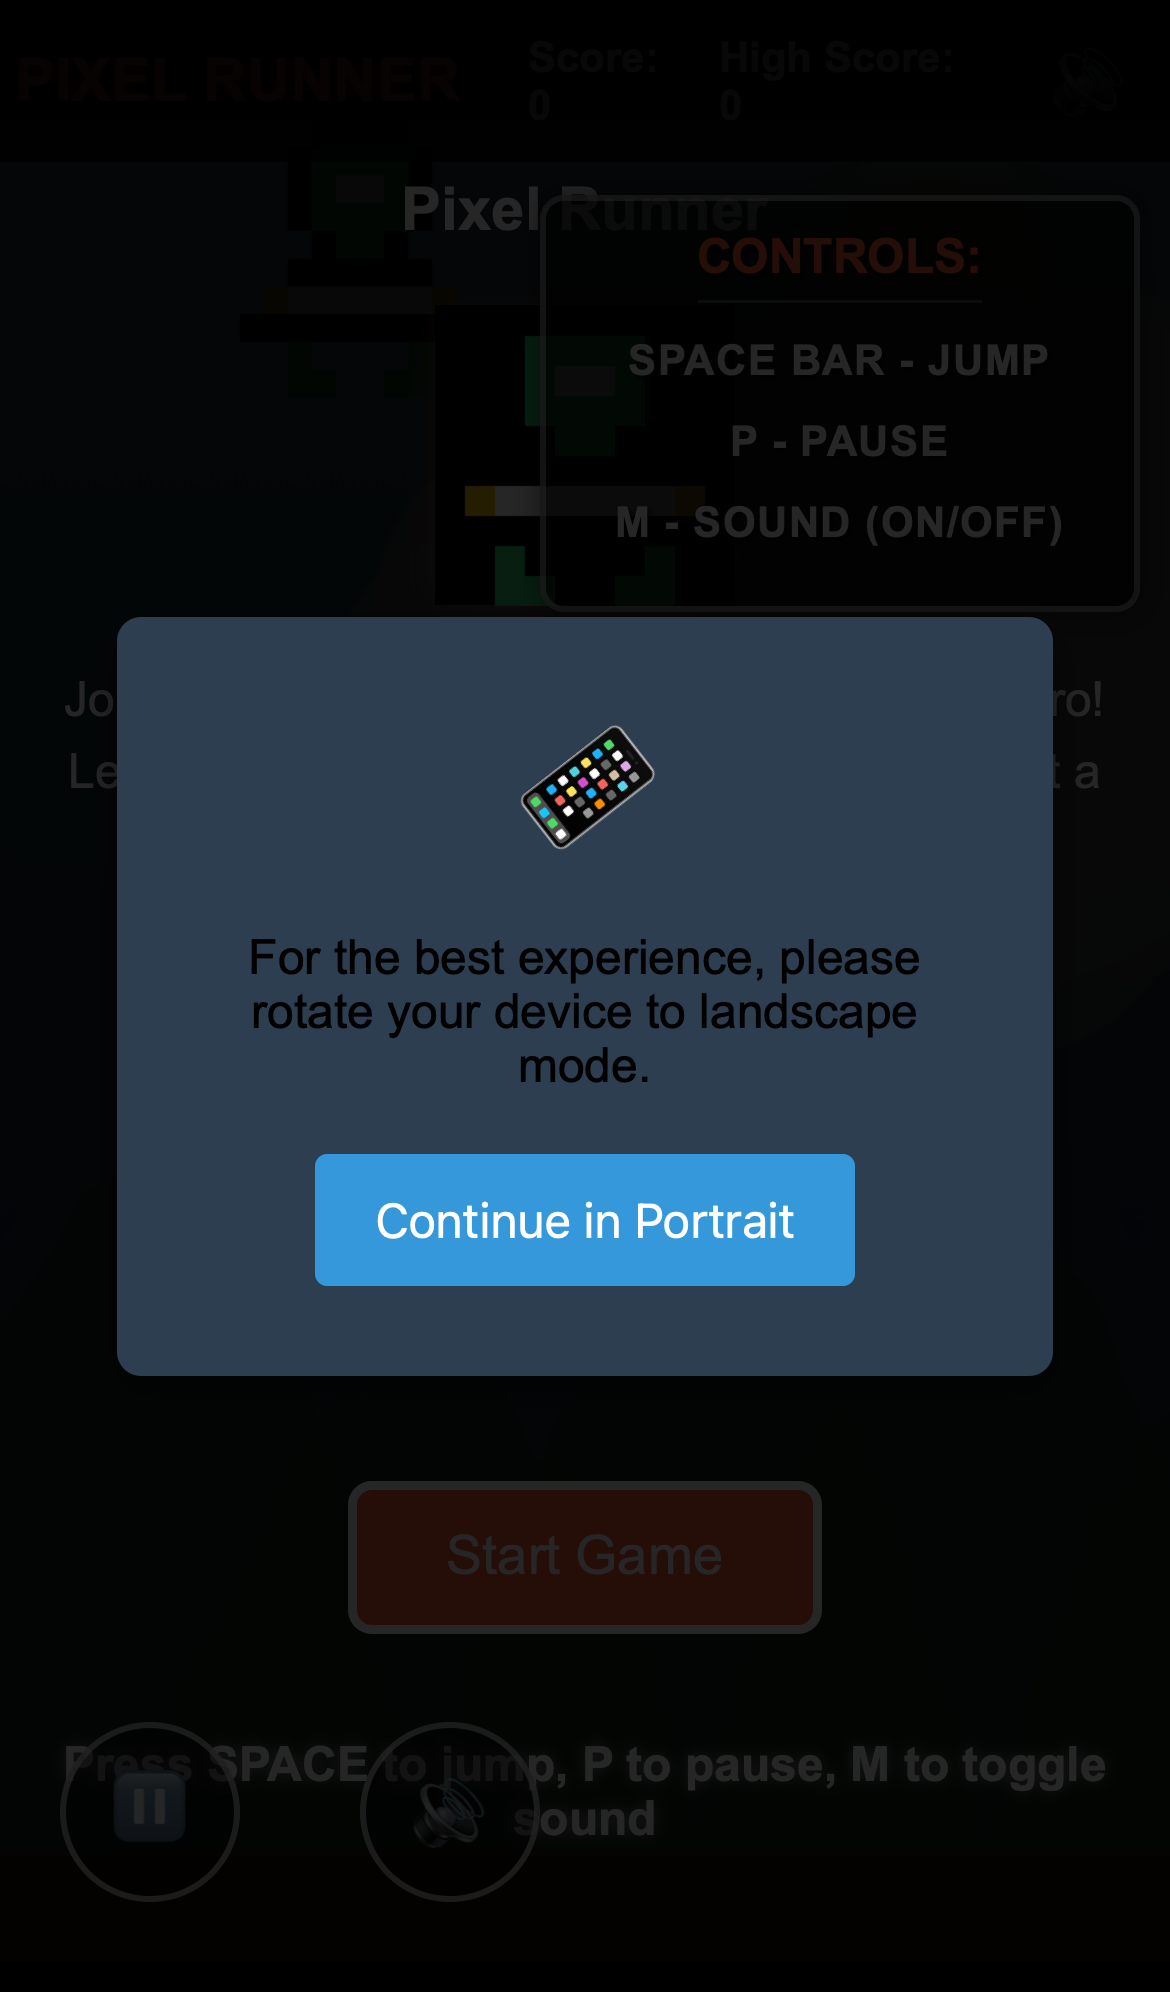 PIXEL RUNNER
Score:
0
High Score:
0
Pixel Runner
CONTROLS:
SPACE BAR - JUMP
P - PAUSE
M - SOUND (ON/OFF)
Jo
ro!
Le
t a
For the best experience, please
rotate your device to landscape
mode.
Continue in Portrait
Start Game
Press SPACE to jump, P to pause, M to toggle
sound